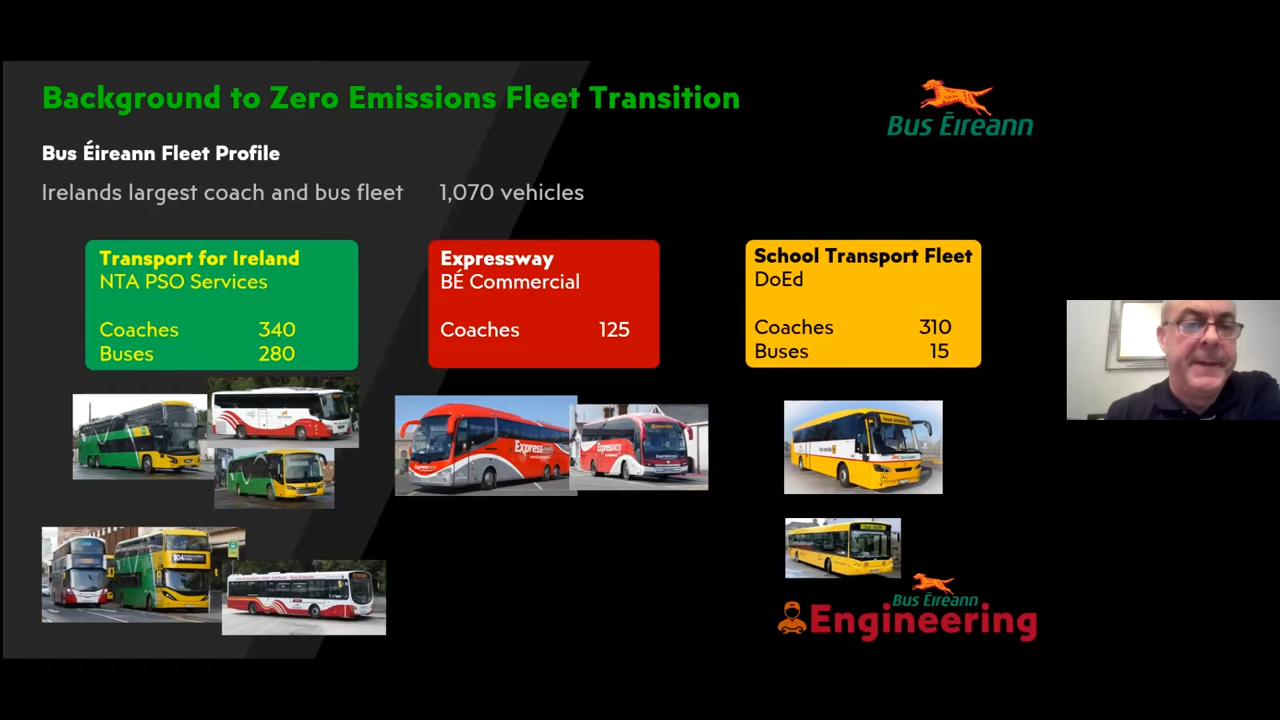 Background to Zero Emissions Fleet Transition
Bus Éireann
Bus Éireann Fleet Profile
Irelands largest coach and bus fleet 1,070 vehicles
Transport for Ireland
NTA PSO Services
Coaches 340
Buses 280
Expressway
BÉ Commercial
Coaches 125
School Transport Fleet
DoEd
Coaches 310
Buses 15
Expressway
304
Bus Éireann
Engineering